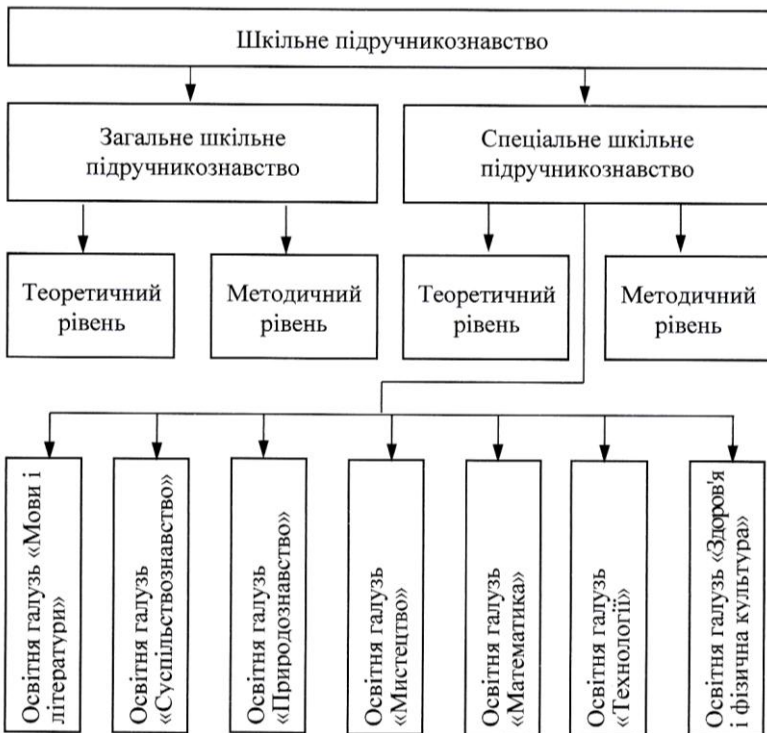 Шкільне підручникознавство
Загальне шкільне
підручникознавство
Спеціальне шкільне
підручникознавство
Теоретичний
рівень
Методичний
рівень
Теоретичний
рівень
Методичний
рівень
Освітня галузь «Мови і
літератури»
Освітня галузь
«Суспільствознавство»
Освітня галузь
«Природознавство»
Освітня галузь
«Мистецтво»
Освітня галузь
«Математика»
Освітня галузь
«Технології»
Освітня галузь «Здоров'я
і фізична культура»